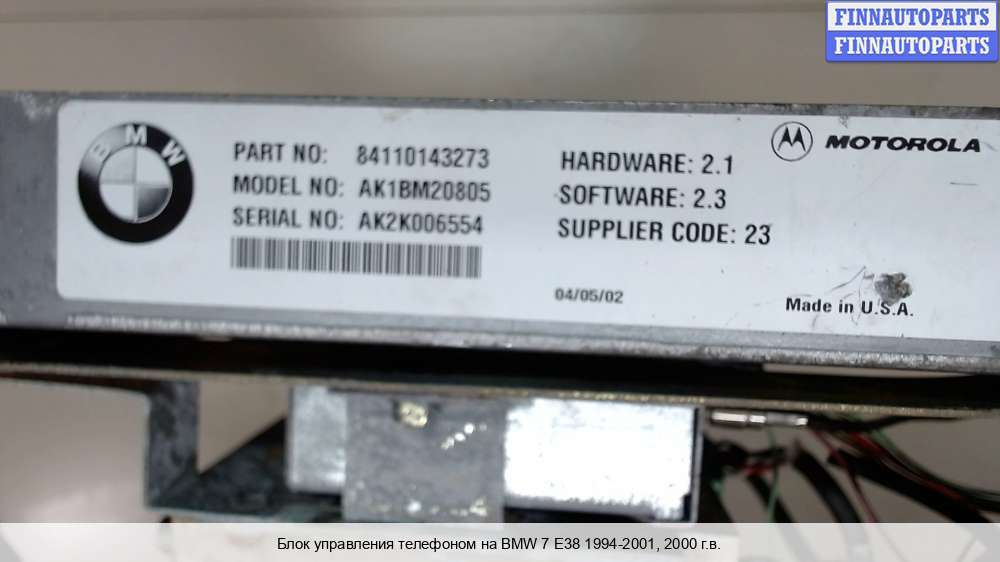 FINNAUTOPARTS
FINNAUTOPARTS
BMW
PART NO: 84110143273
MODEL NO: AK1BM20805
SERIAL NO: AK2K006554
HARDWARE: 2.1
SOFTWARE: 2.3
SUPPLIER CODE: 23
MOTOROLA
04/05/02
Made in U.S.A.
Блок управления телефоном на BMW 7 E38 1994-2001, 2000 г.в.